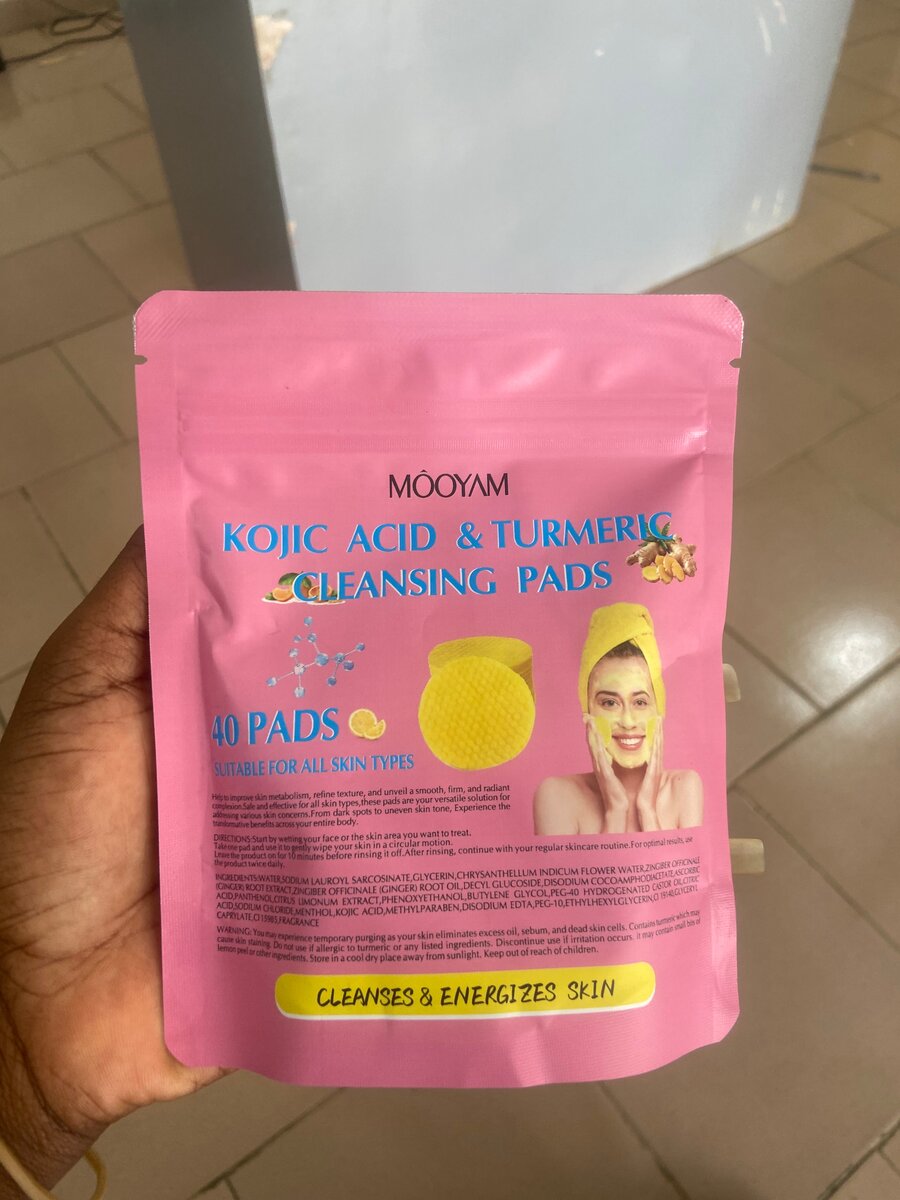 MÔOYAM
KOJIC ACID & TURMERIC
CLEANSING PADS
40 PADS
SUITABLE FOR ALL SKIN TYPES
Help to improve skin metabolism, refine texture, and unveil a smooth, firm, and radiant
complexion.Safe and effective for all skin types,these pads are your versatile solution for
addressing various skin concerns.From dark spots to uneven skin tone, Experience the
transformative benefits across your entire body.
DIRECTIONS:Start by wetting your face or the skin area you want to treat.
Take one pad and use it to gently wipe your skin in a circular motion.
Leave the product on for 10 minutes before rinsing it off.After rinsing, continue with your regular skincare routine.For optimal results, use
the product twice daily.
INGREDIENTS:WATER,SODIUM LAUROYL SARCOSINATE,GLYCERIN,CHRYSANTHELLUM INDICUM FLOWER WATER,ZINGIBER OFFICINALE
(GINGER) ROOT EXTRACT,ZINGIBER OFFICINALE (GINGER) ROOT OIL,DECYL GLUCOSIDE,DISODIUM COCOAMPHODIACETATE,ASCORBIC
ACID,PANTHENOL,CITRUS LIMONUM EXTRACT,PHENOXYETHANOL,BUTYLENE GLYCOL,PEG-40 HYDROGENATED CASTOR OIL,CITRIC
ACID,SODIUM CHLORIDE,MENTHOL,KOJIC ACID,METHYLPARABEN,DISODIUM EDTA,PEG-10,ETHYLHEXYLGLYCERIN,CI 19140,GLYCERYL
CAPRYLATE,CI 15985,FRAGRANCE
WARNING: You may experience temporary purging as your skin eliminates excess oil, sebum, and dead skin cells. Contains turmeric which may
cause skin staining. Do not use if allergic to turmeric or any listed ingredients. Discontinue use if irritation occurs. It may contain small bits of
lemon peel or other ingredients. Store in a cool dry place away from sunlight. Keep out of reach of children.
CLEANSES & ENERGIZES SKIN